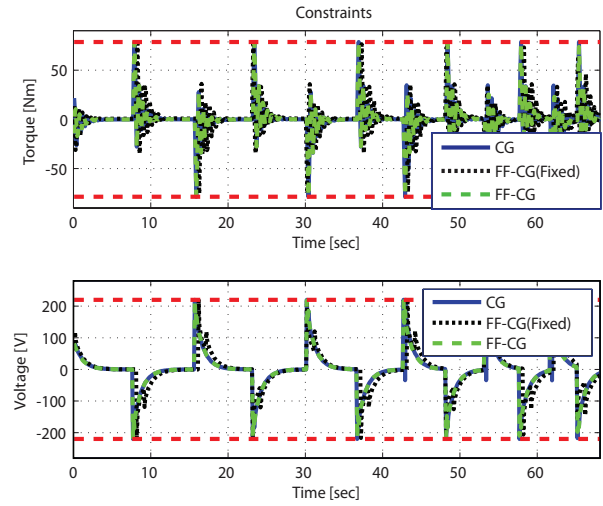 Constraints
Torque [Nm]
50
0
-50
CG
FF-CG(Fixed)
FF-CG
0 10 20 30 40 50 60
Time [sec]
Voltage [V]
200
100
0
-100
-200
CG
FF-CG(Fixed)
FF-CG
0 10 20 30 40 50 60
Time [sec]